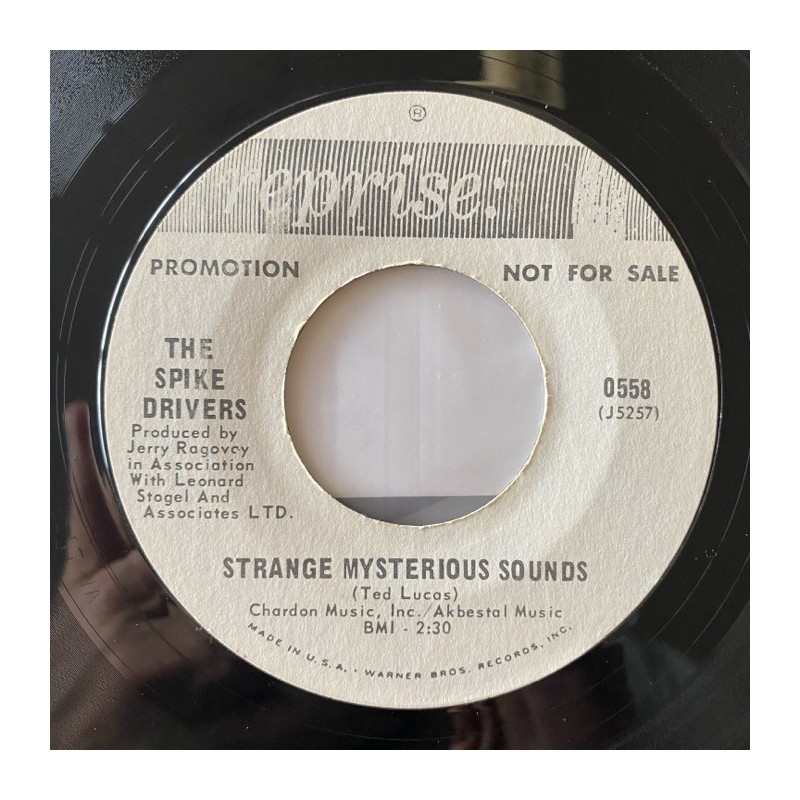 ®
reprise:
PROMOTION NOT FOR SALE
THE
SPIKE
DRIVERS
Produced by
Jerry Ragovoy
in Association
With Leonard
Stogel And
Associates LTD.
0558
(J5257)
STRANGE MYSTERIOUS SOUNDS
(Ted Lucas)
Chardon Music, Inc./Akbestal Music
BMI - 2:30
MADE IN U.S.A. • WARNER BROS. RECORDS, INC.